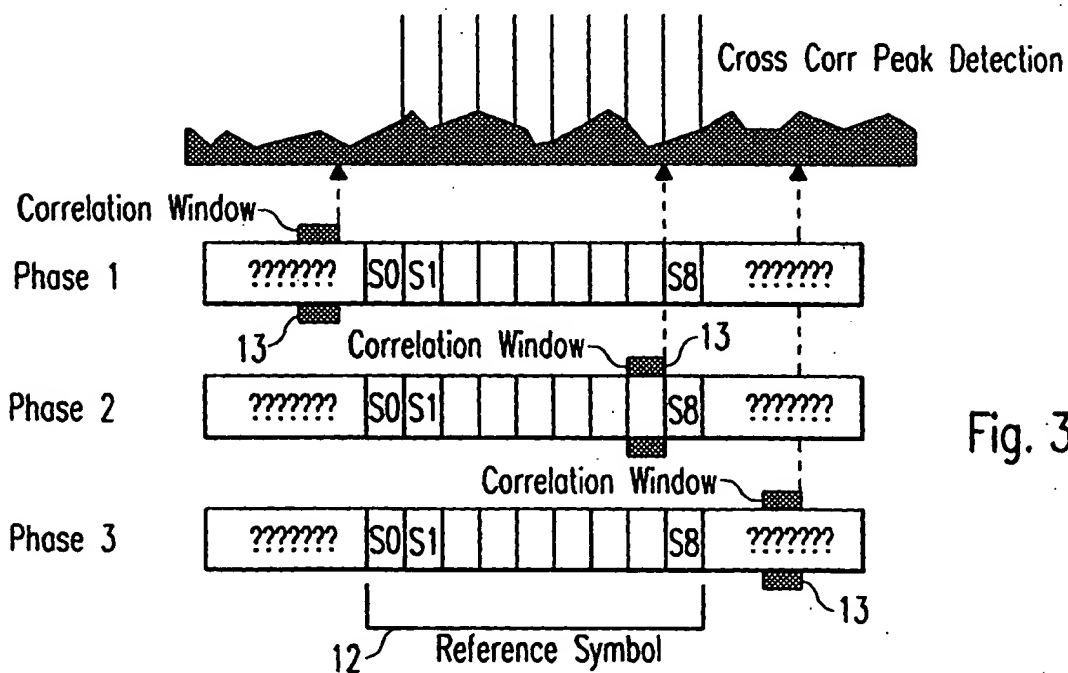 Cross Corr Peak Detection
Correlation Window
Phase 1
??????? S0 S1 S8 ???????
13
Correlation Window
13
Phase 2
??????? S0 S1 S8 ???????
Fig. 3
Correlation Window
Phase 3
??????? S0 S1 S8 ???????
13
12
Reference Symbol